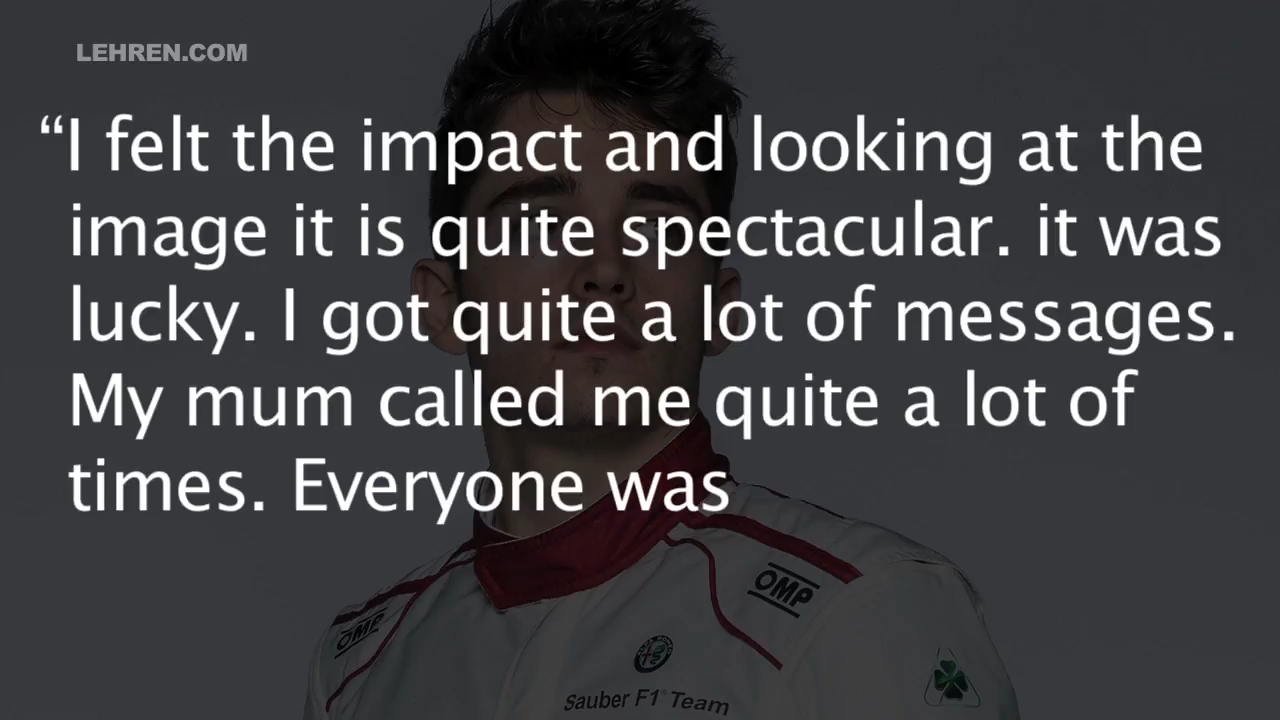 LEHREN.COM
“I felt the impact and looking at the
image it is quite spectacular. it was
lucky. I got quite a lot of messages.
My mum called me quite a lot of
times. Everyone was
OMP
OMP
Sauber F1® Team